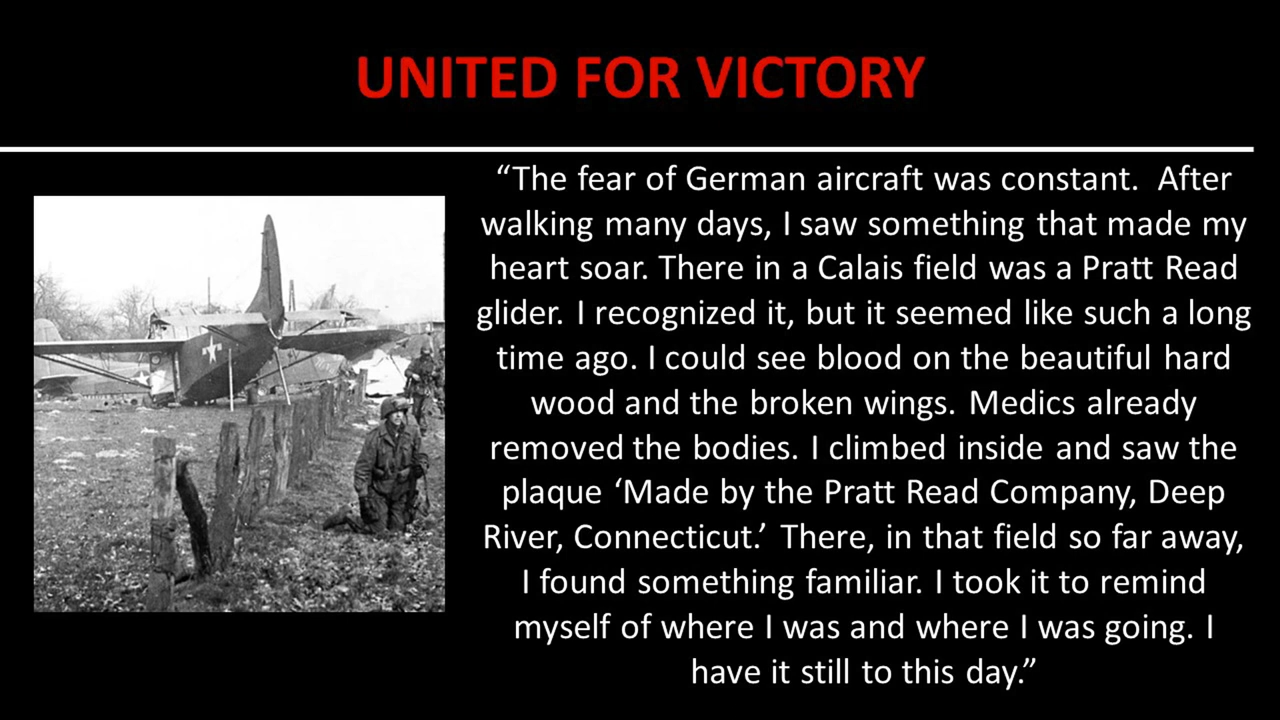 UNITED FOR VICTORY
“The fear of German aircraft was constant.  After
walking many days, I saw something that made my
heart soar. There in a Calais field was a Pratt Read
glider. I recognized it, but it seemed like such a long
time ago. I could see blood on the beautiful hard
wood and the broken wings. Medics already
removed the bodies. I climbed inside and saw the
plaque ‘Made by the Pratt Read Company, Deep
River, Connecticut.’ There, in that field so far away,
I found something familiar. I took it to remind
myself of where I was and where I was going. I
have it still to this day.”